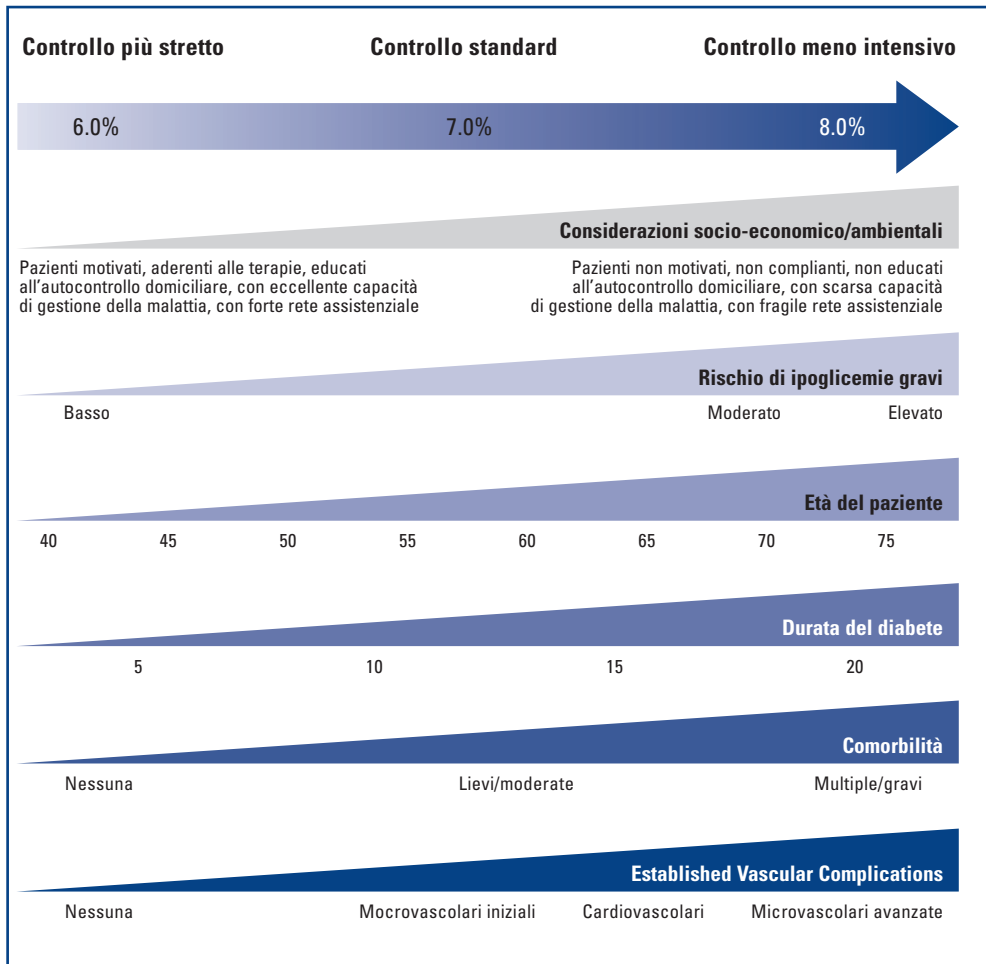 Controllo più stretto Controllo standard Controllo meno intensivo
6.0% 7.0% 8.0%
Considerazioni socio-economico/ambientali
Pazienti motivati, aderenti alle terapie, educati
all'autocontrollo domiciliare, con eccellente capacità
di gestione della malattia, con forte rete assistenziale
Pazienti non motivati, non complianti, non educati
all'autocontrollo domiciliare, con scarsa capacità
di gestione della malattia, con fragile rete assistenziale
Rischio di ipoglicemie gravi
Basso Moderato Elevato
Età del paziente
40 45 50 55 60 65 70 75
Durata del diabete
5 10 15 20
Comorbilità
Nessuna Lievi/moderate Multiple/gravi
Established Vascular Complications
Nessuna Mocrovascolari iniziali Cardiovascolari Microvascolari avanzate